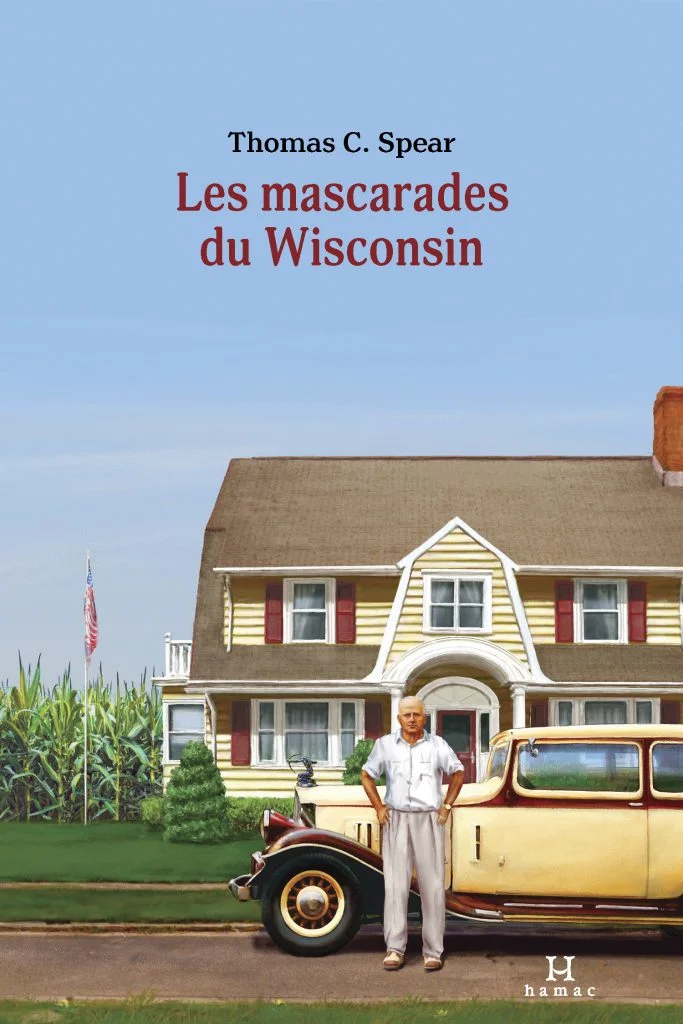 Thomas C. Spear
Les mascarades
du Wisconsin
H
hamac